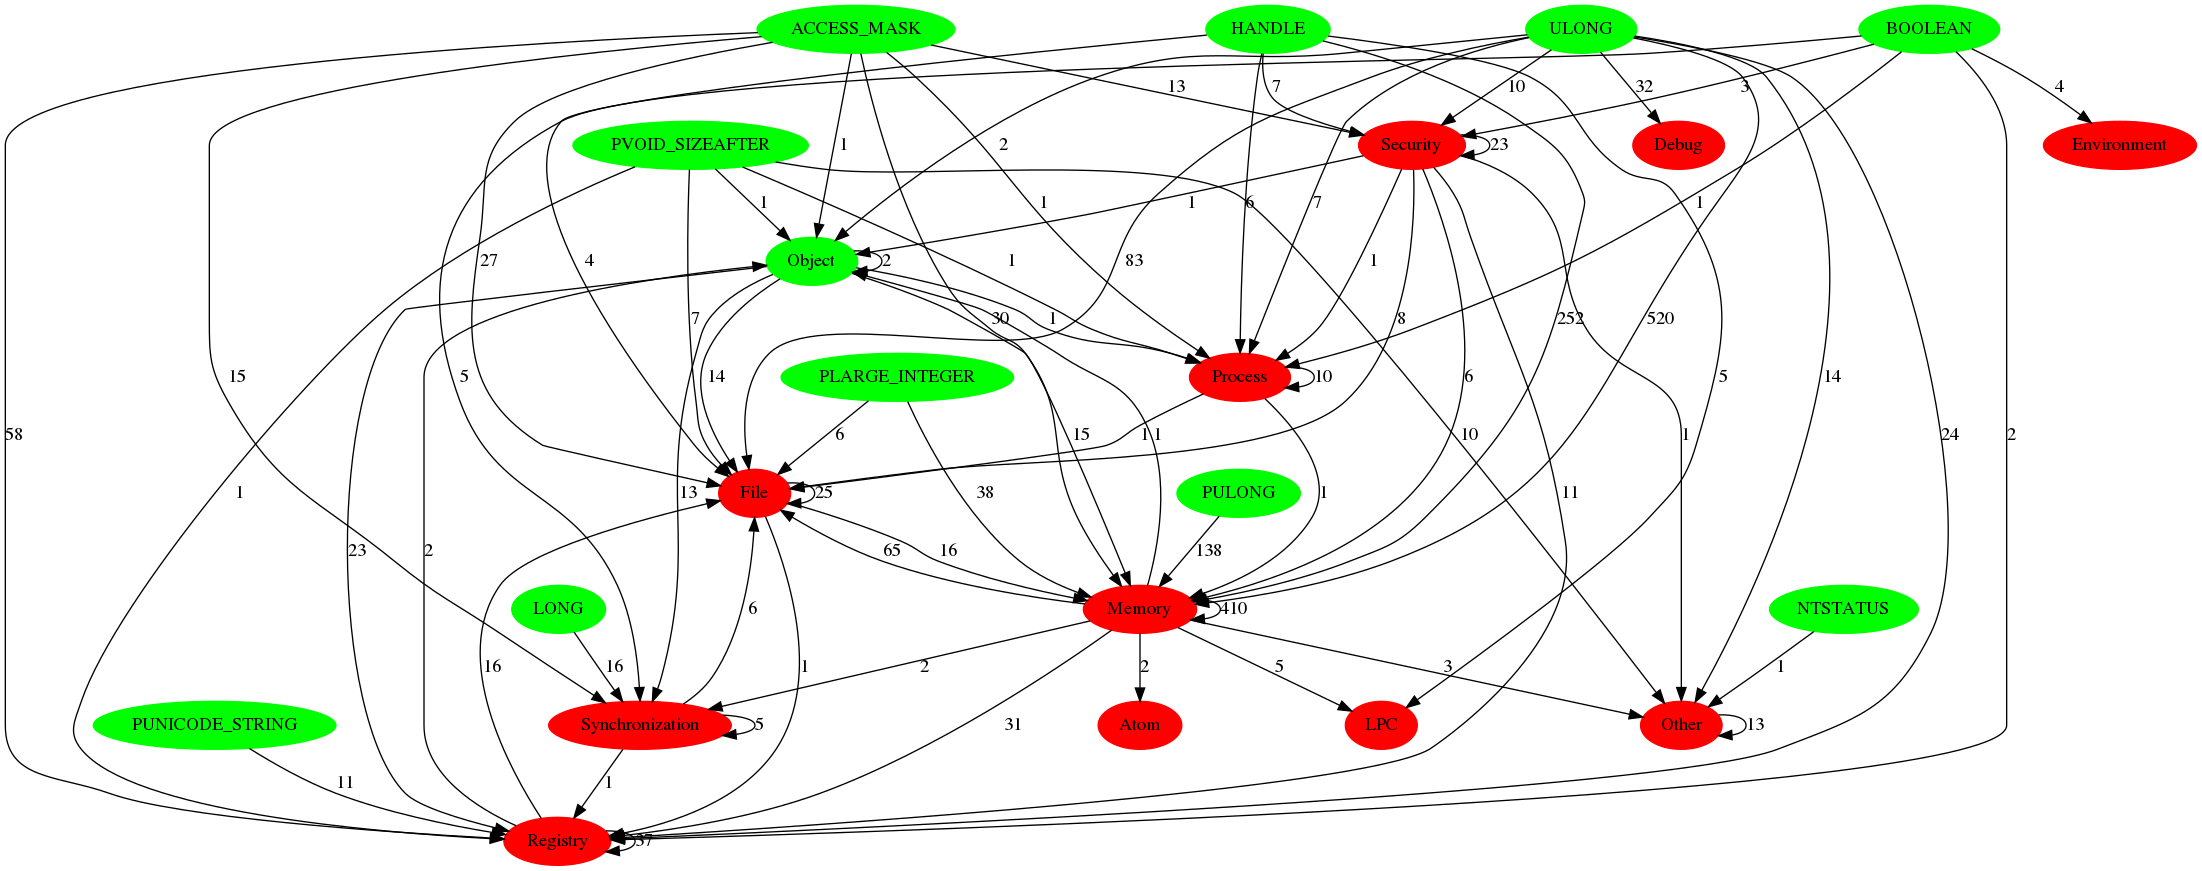 ACCESS_MASK HANDLE ULONG BOOLEAN
13 7 10 32 3 4
PVOID_SIZEAFTER Security Debug Environment
1 2 23
1 1 6 7 1 1
Object 2 27 4 1 1 83 1
7 30 1 8 252 520
58 15 5 14 PLARGE_INTEGER Process 10 6 5 14
1 6 15 1 1 10 1 24 2
1 13 File 25 38 PULONG 1 11
23 2 65 16 138
LONG Memory 410 NTSTATUS
16 16 6 1 2 2 5 3 1
PUNICODE_STRING Synchronization 5 31 Atom LPC Other 13
11 1
Registry 37